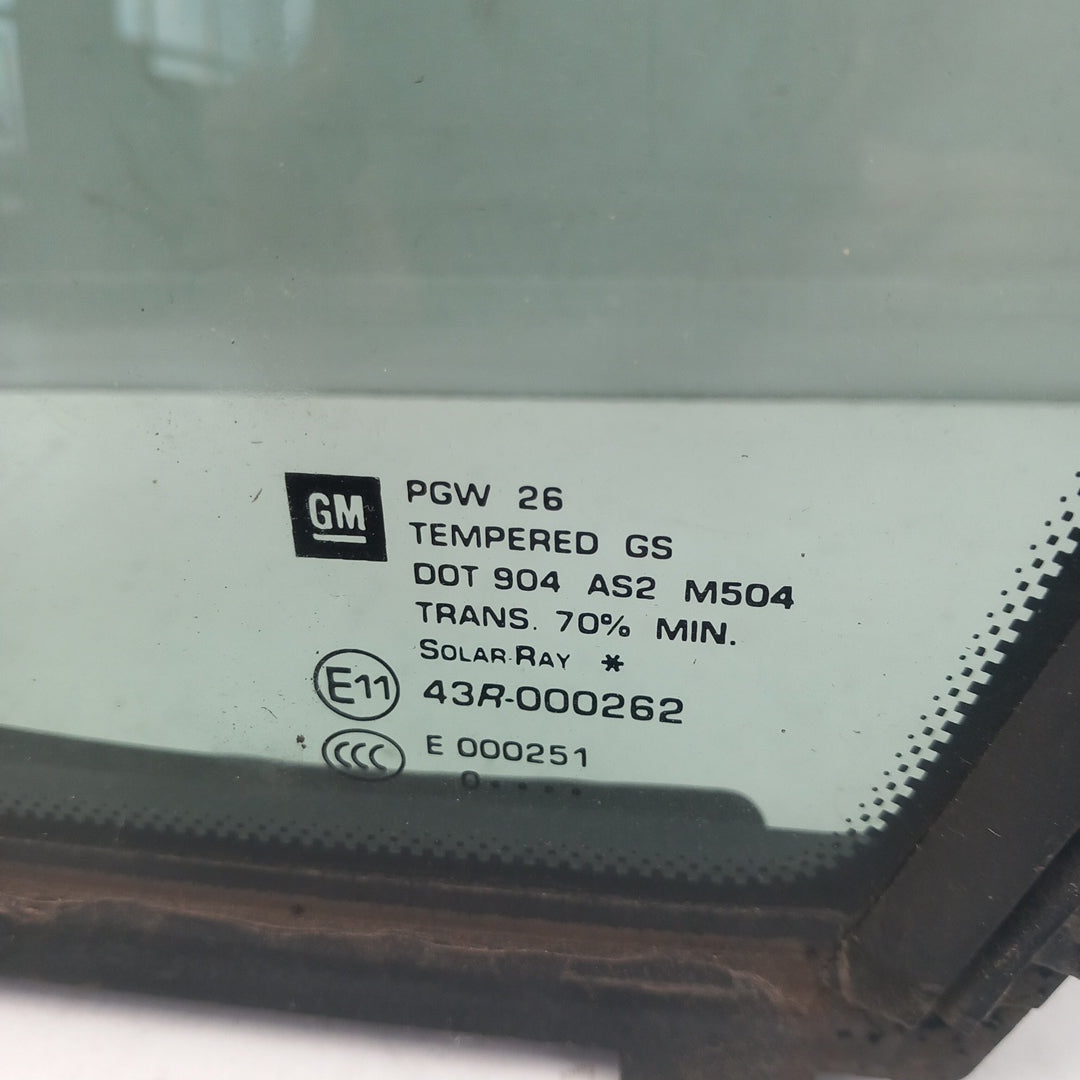 GM
PGW 26
TEMPERED GS
DOT 904 AS2 M504
TRANS. 70% MIN.
SOLAR-RAY *
E11 43R-000262
CCC E 000251
0....